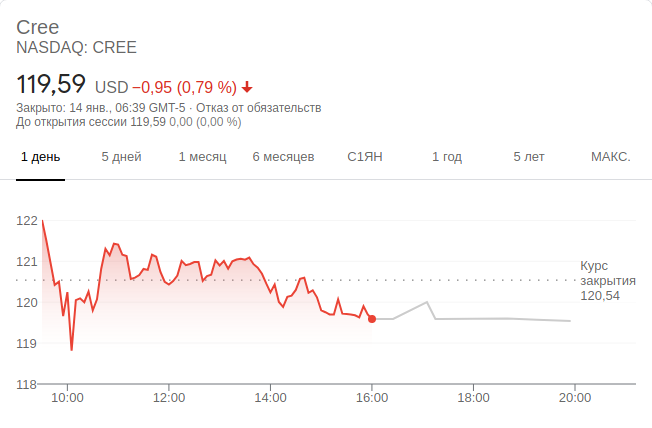 Cree
NASDAQ: CREE
119,59 USD −0,95 (0,79 %)
Закрыто: 14 янв., 06:39 GMT-5 · Отказ от обязательств
До открытия сессии 119,59 0,00 (0,00 %)
1 день 5 дней 1 месяц 6 месяцев С1ЯН 1 год 5 лет МАКС.
122
121
120
119
118
Курс
закрытия
120,54
10:00 12:00 14:00 16:00 18:00 20:00